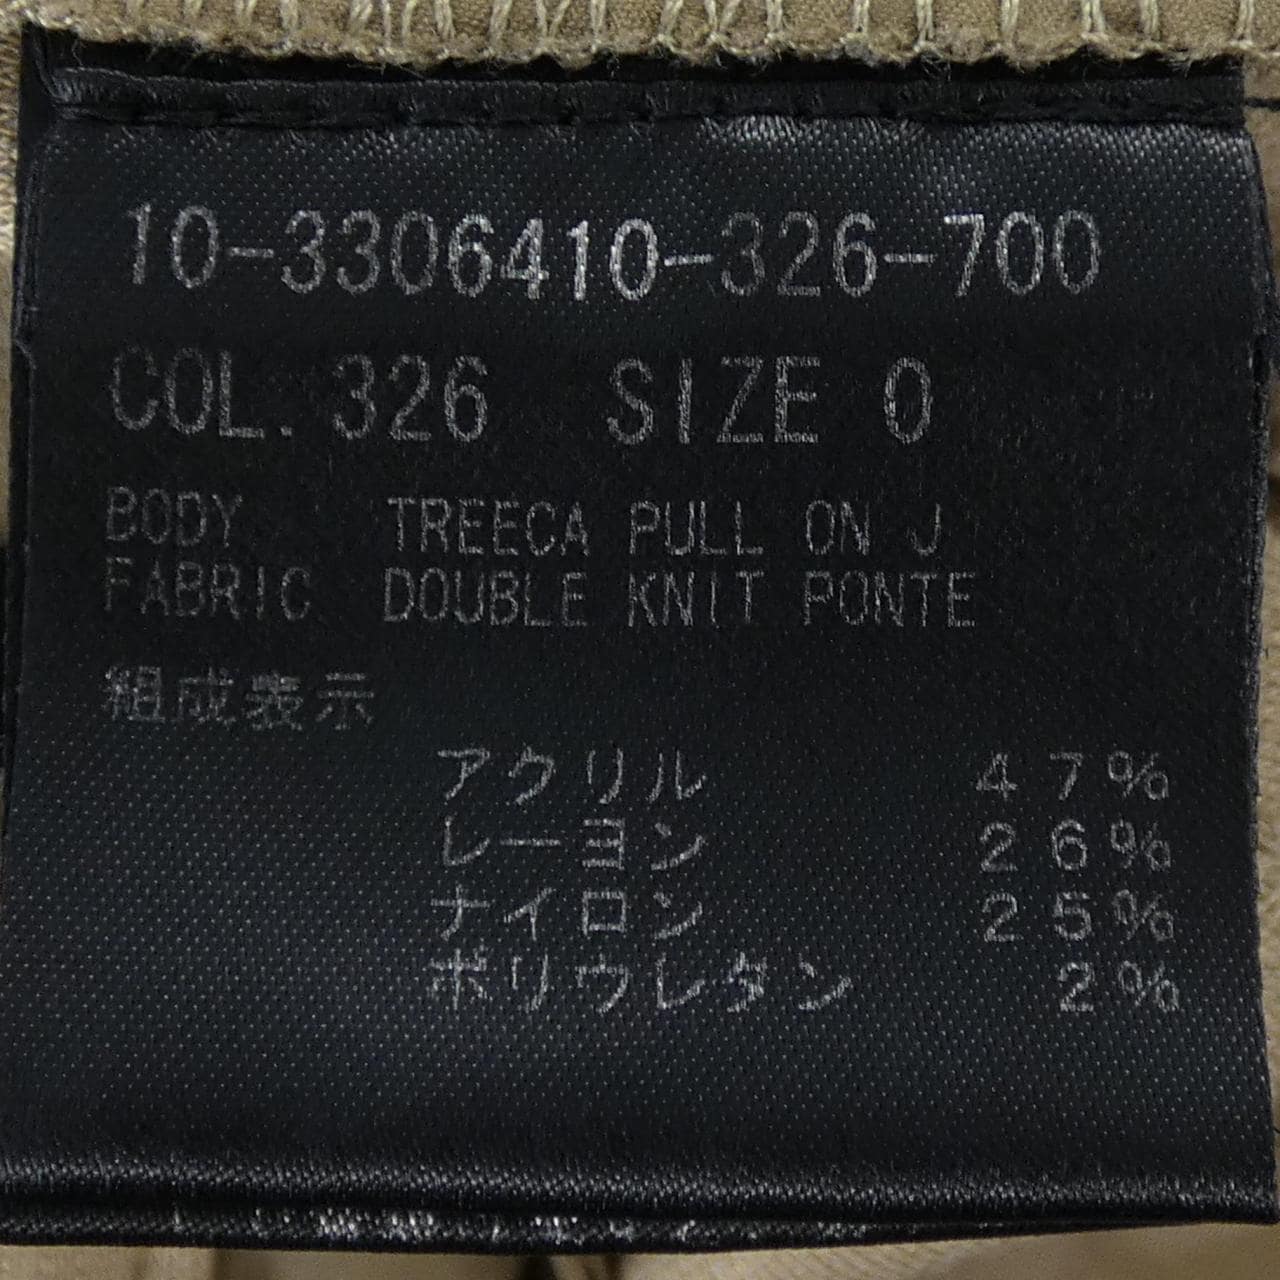 10-3306410-326-700
COL. 326 SIZE 0
BODY TREECA PULL ON J
FABRIC DOUBLE KNIT PONTE
組成表示
アクリル 47%
レーヨン 26%
ナイロン 25%
ポリウレタン 2%